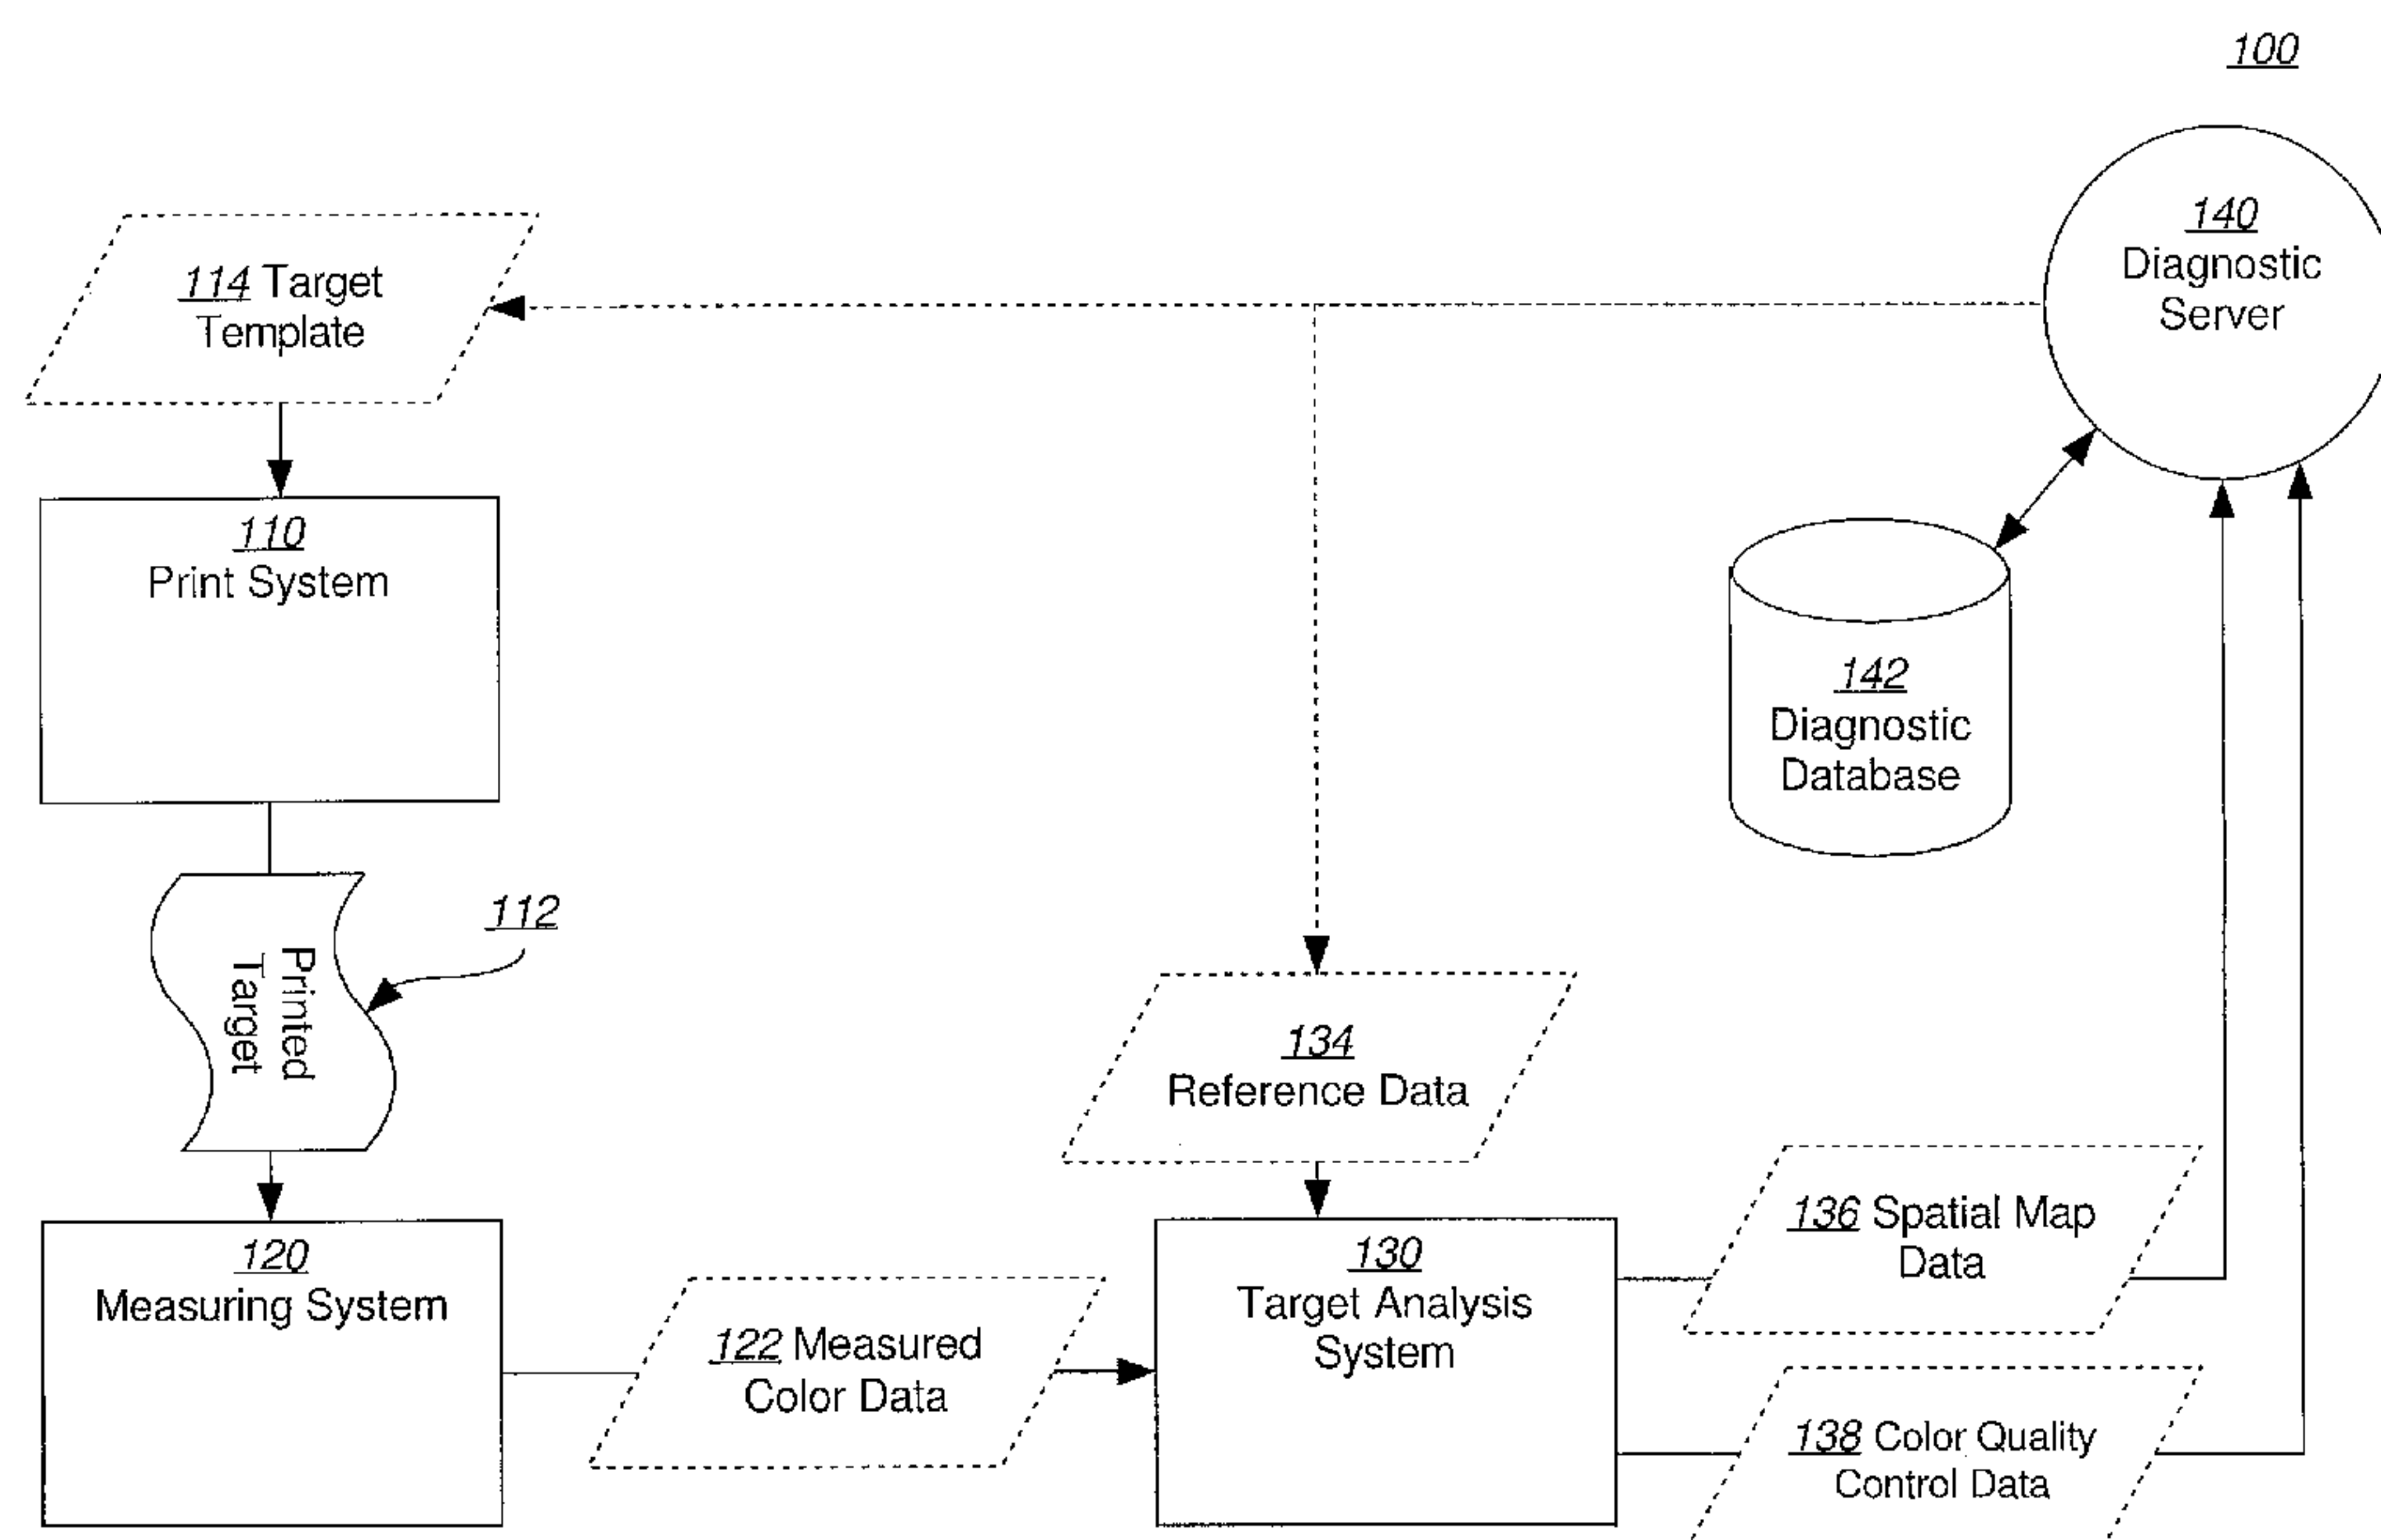 100
140
Diagnostic
Server
114 Target
Template
110
Print System
142
Diagnostic
Database
112
Printed
Target
134
Reference Data
136 Spatial Map
Data
120
Measuring System
130
Target Analysis
System
122 Measured
Color Data
138 Color Quality
Control Data